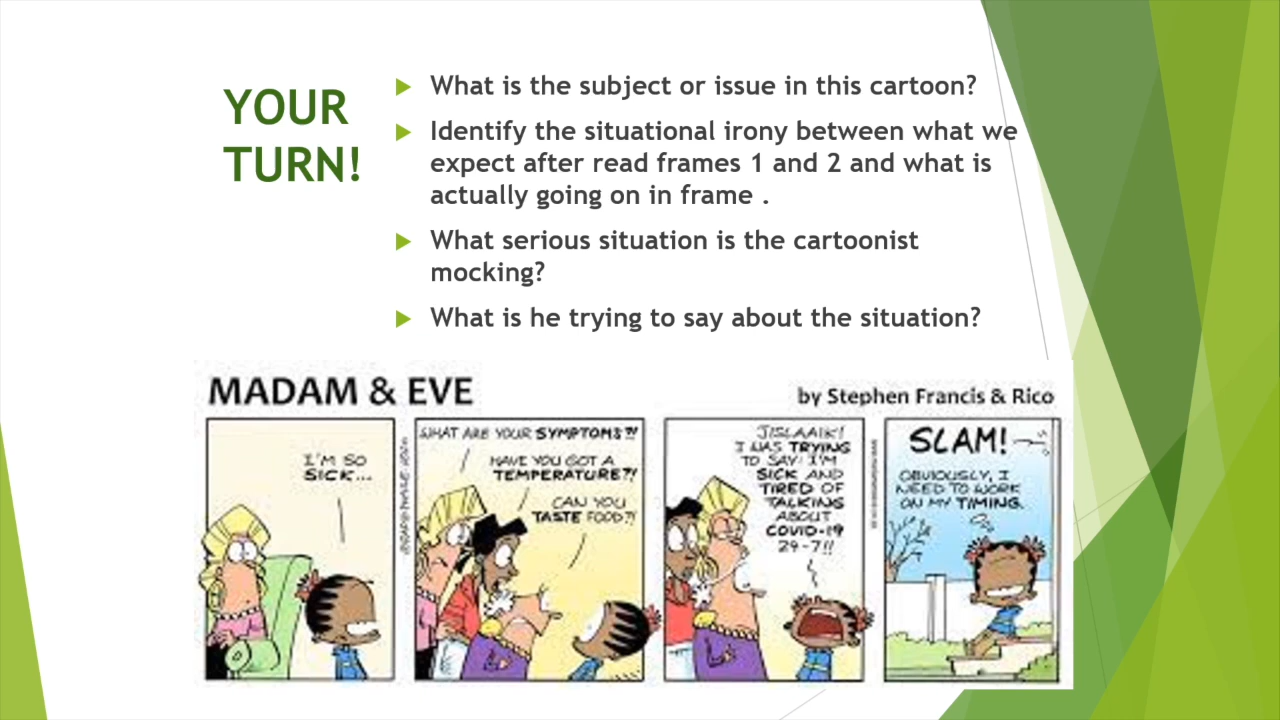 YOUR
TURN!
What is the subject or issue in this cartoon?
Identify the situational irony between what we
expect after read frames 1 and 2 and what is
actually going on in frame .
What serious situation is the cartoonist
mocking?
What is he trying to say about the situation?
MADAM & EVE
by Stephen Francis & Rico
I'M SO
SICK...
WHAT ARE YOUR SYMPTOMS?!
HAVE YOU GOT A
TEMPERATURE?!
CAN YOU
TASTE FOOD?!
JISLAAIK!
I WAS TRYING
TO SAY: I'M
SICK AND
TIRED OF
TALKING
ABOUT
COVID-19
24-7!!
SLAM!
OBVIOUSLY, I
NEED TO WORK
ON MY TIMING.